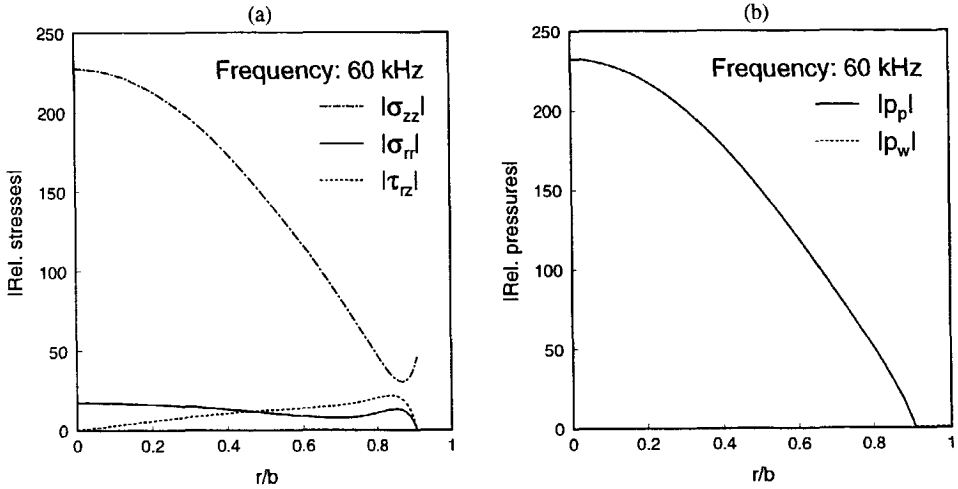 (a)
250
200
150
100
50
0
0
0.2
0.4
0.6
0.8
1
|Rel. stresses|
r/b
Frequency: 60 kHz
|σzz|
|σrr|
|τrz|
(b)
250
200
150
100
50
0
0
0.2
0.4
0.6
0.8
1
|Rel. pressures|
r/b
Frequency: 60 kHz
|pp|
|pw|